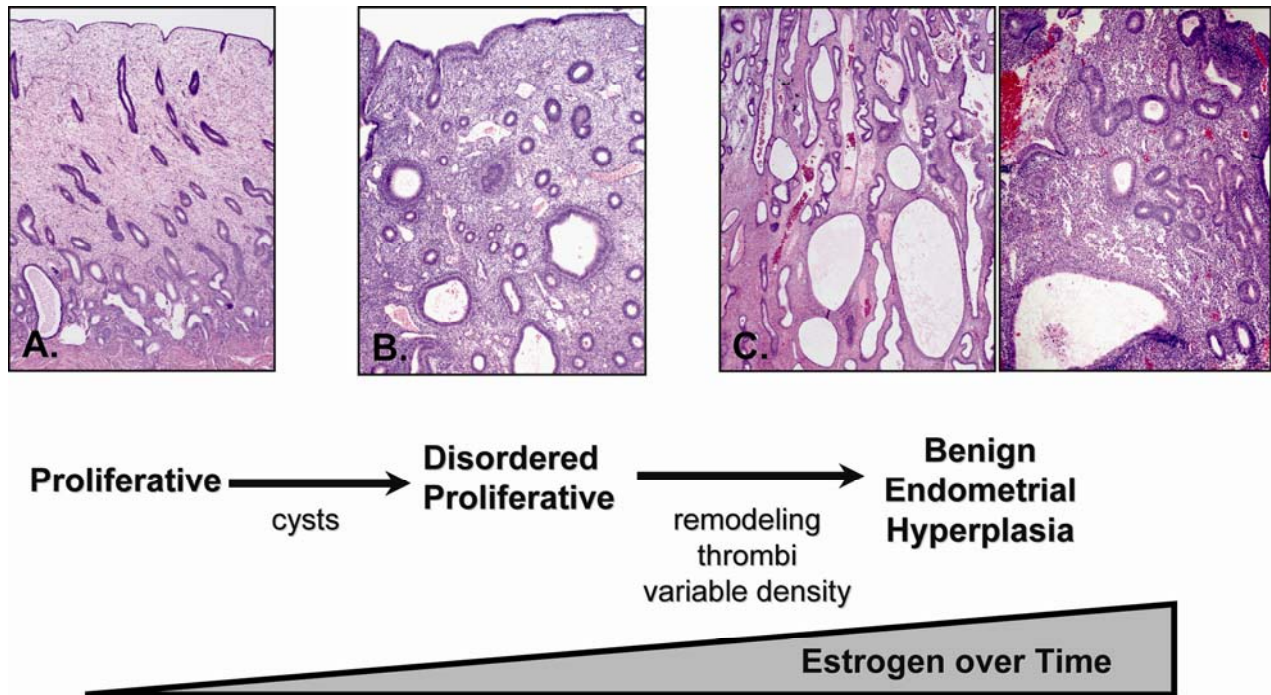 A.
B.
C.
Proliferative
cysts
Disordered
Proliferative
remodeling
thrombi
variable density
Benign
Endometrial
Hyperplasia
Estrogen over Time